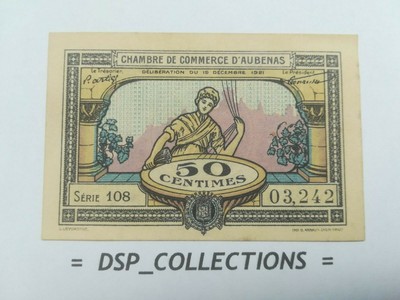 CHAMBRE DE COMMERCE D'AUBENAS
Le Trésorier
DÉLIBÉRATION DU 19 DÉCEMBRE 1921
Le Président
50
CENTIMES
SÉRIE 108
03,242
= DSP_COLLECTIONS =